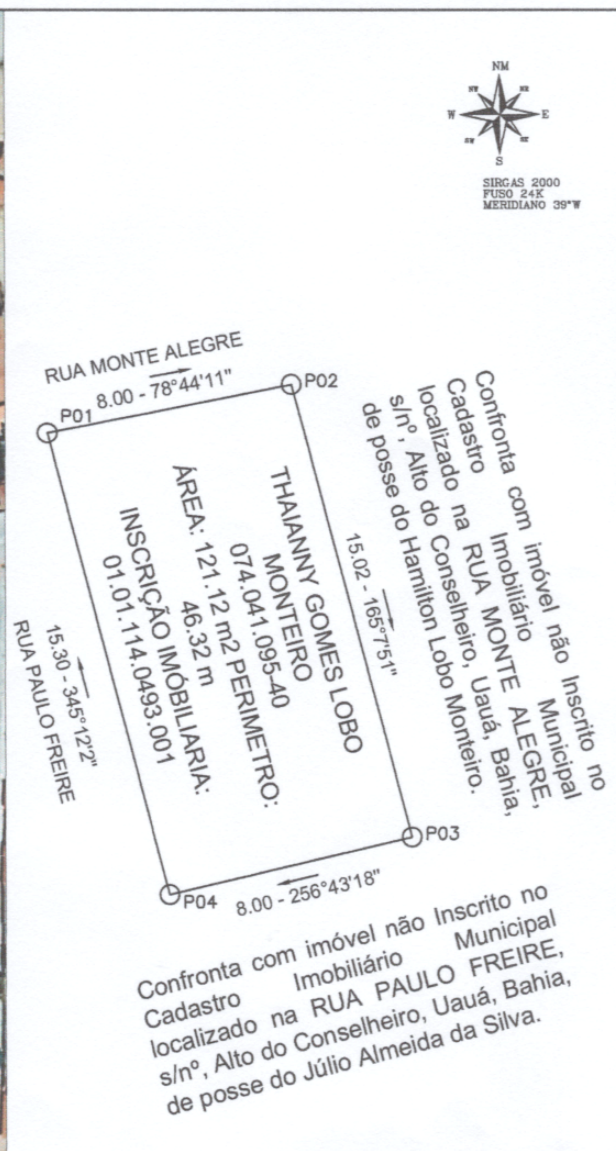 NM
NW
NE
W
E
SW
SE
S
SIRGAS 2000
FUSO 24K
MERIDIANO 39°W
RUA MONTE ALEGRE
8.00 - 78°44'11"
P01
P02
Confronta com imóvel não Inscrito no
Cadastro Imobiliário Municipal
localizado na RUA MONTE ALEGRE,
s/nº, Alto do Conselheiro, Uauá, Bahia,
de posse do Hamilton Lobo Monteiro.
15.02 - 165°7'51"
THAIANNY GOMES LOBO
MONTEIRO
074.041.095-40
ÁREA: 121.12 m2 PERIMETRO:
46.32 m
INSCRIÇÃO IMÓBILIARIA:
01.01.114.0493.001
15.30 - 345°12'2"
RUA PAULO FREIRE
P03
P04
8.00 - 256°43'18"
Confronta com imóvel não Inscrito no
Cadastro Imobiliário Municipal
localizado na RUA PAULO FREIRE,
s/nº, Alto do Conselheiro, Uauá, Bahia,
de posse do Júlio Almeida da Silva.